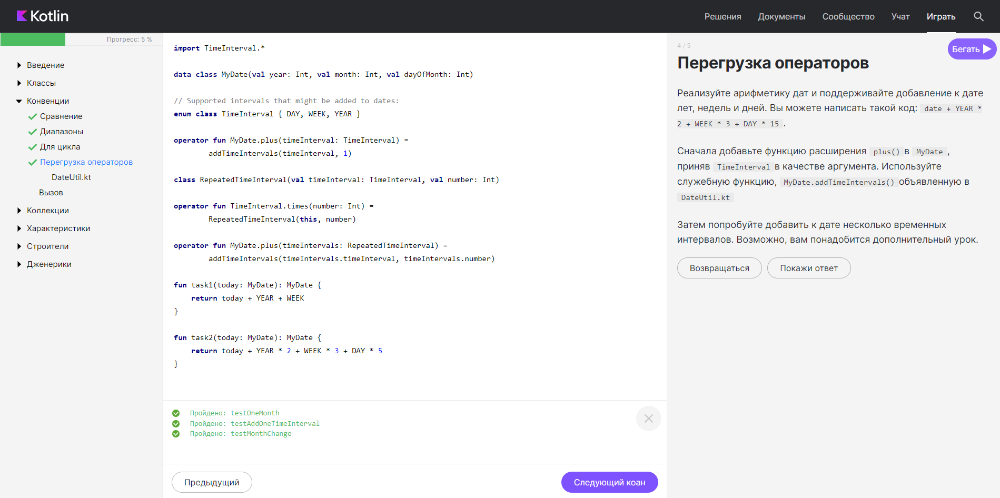 Kotlin
Решения
Документы
Сообщество
Учат
Играть
Прогресс: 5 %
Введение
Классы
Конвенции
Сравнение
Диапазоны
Для цикла
Перегрузка операторов
DateUtil.kt
Вызов
Коллекции
Характеристики
Строители
Дженерики
import TimeInterval.*
data class MyDate(val year: Int, val month: Int, val dayOfMonth: Int)
// Supported intervals that might be added to dates:
enum class TimeInterval { DAY, WEEK, YEAR }
operator fun MyDate.plus(timeInterval: TimeInterval) =
addTimeIntervals(timeInterval, 1)
class RepeatedTimeInterval(val timeInterval: TimeInterval, val number: Int)
operator fun TimeInterval.times(number: Int) =
RepeatedTimeInterval(this, number)
operator fun MyDate.plus(timeIntervals: RepeatedTimeInterval) =
addTimeIntervals(timeIntervals.timeInterval, timeIntervals.number)
fun task1(today: MyDate): MyDate {
return today + YEAR + WEEK
}
fun task2(today: MyDate): MyDate {
return today + YEAR * 2 + WEEK * 3 + DAY * 5
}
Пройдено: testOneMonth
Пройдено: testAddOneTimeInterval
Пройдено: testMonthChange
Предыдущий
Следующий коан
4 / 5
Бегать
Перегрузка операторов
Реализуйте арифметику дат и поддерживайте добавление к дате
лет, недель и дней. Вы можете написать такой код: date + YEAR *
2 + WEEK * 3 + DAY * 15 .
Сначала добавьте функцию расширения plus() в MyDate ,
приняв TimeInterval в качестве аргумента. Используйте
служебную функцию, MyDate.addTimeIntervals() объявленную в
DateUtil.kt
Затем попробуйте добавить к дате несколько временных
интервалов. Возможно, вам понадобится дополнительный урок.
Возвращаться
Покажи ответ